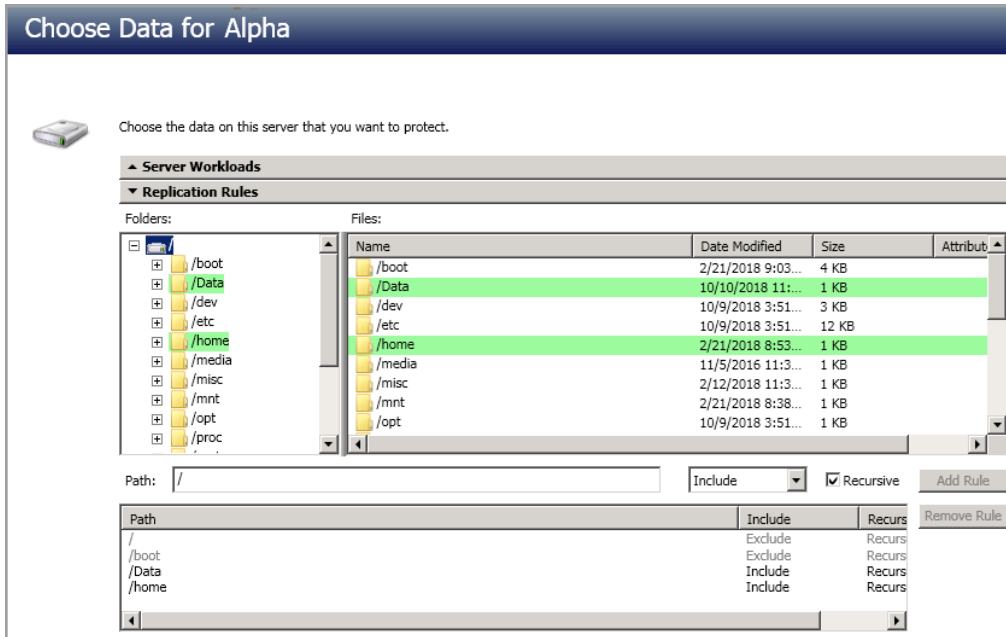 Choose Data for Alpha
Choose the data on this server that you want to protect.
Server Workloads
Replication Rules
Folders: Files:
/ Name Date Modified Size Attribut
/boot /boot 2/21/2018 9:03... 4 KB
/Data /Data 10/10/2018 11:... 1 KB
/dev /dev 10/9/2018 3:51... 3 KB
/etc /etc 10/9/2018 3:51... 12 KB
/home /home 2/21/2018 8:53... 1 KB
/media /media 11/5/2016 11:3... 1 KB
/misc /misc 2/12/2018 11:3... 1 KB
/mnt /mnt 2/21/2018 8:38... 1 KB
/opt /opt 10/9/2018 3:51... 1 KB
/proc
Path: / Include Recursive Add Rule
Path Include Recurs Remove Rule
/ Exclude Recurs
/boot Exclude Recurs
/Data Include Recurs
/home Include Recurs